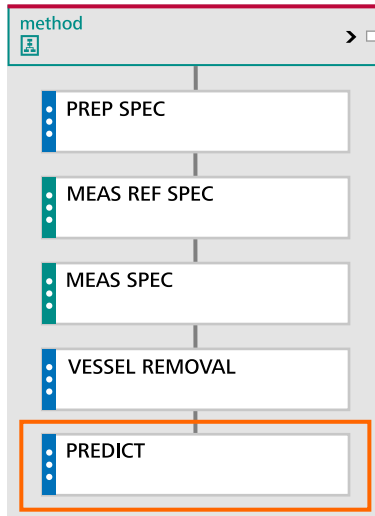 method
PREP SPEC
MEAS REF SPEC
MEAS SPEC
VESSEL REMOVAL
PREDICT